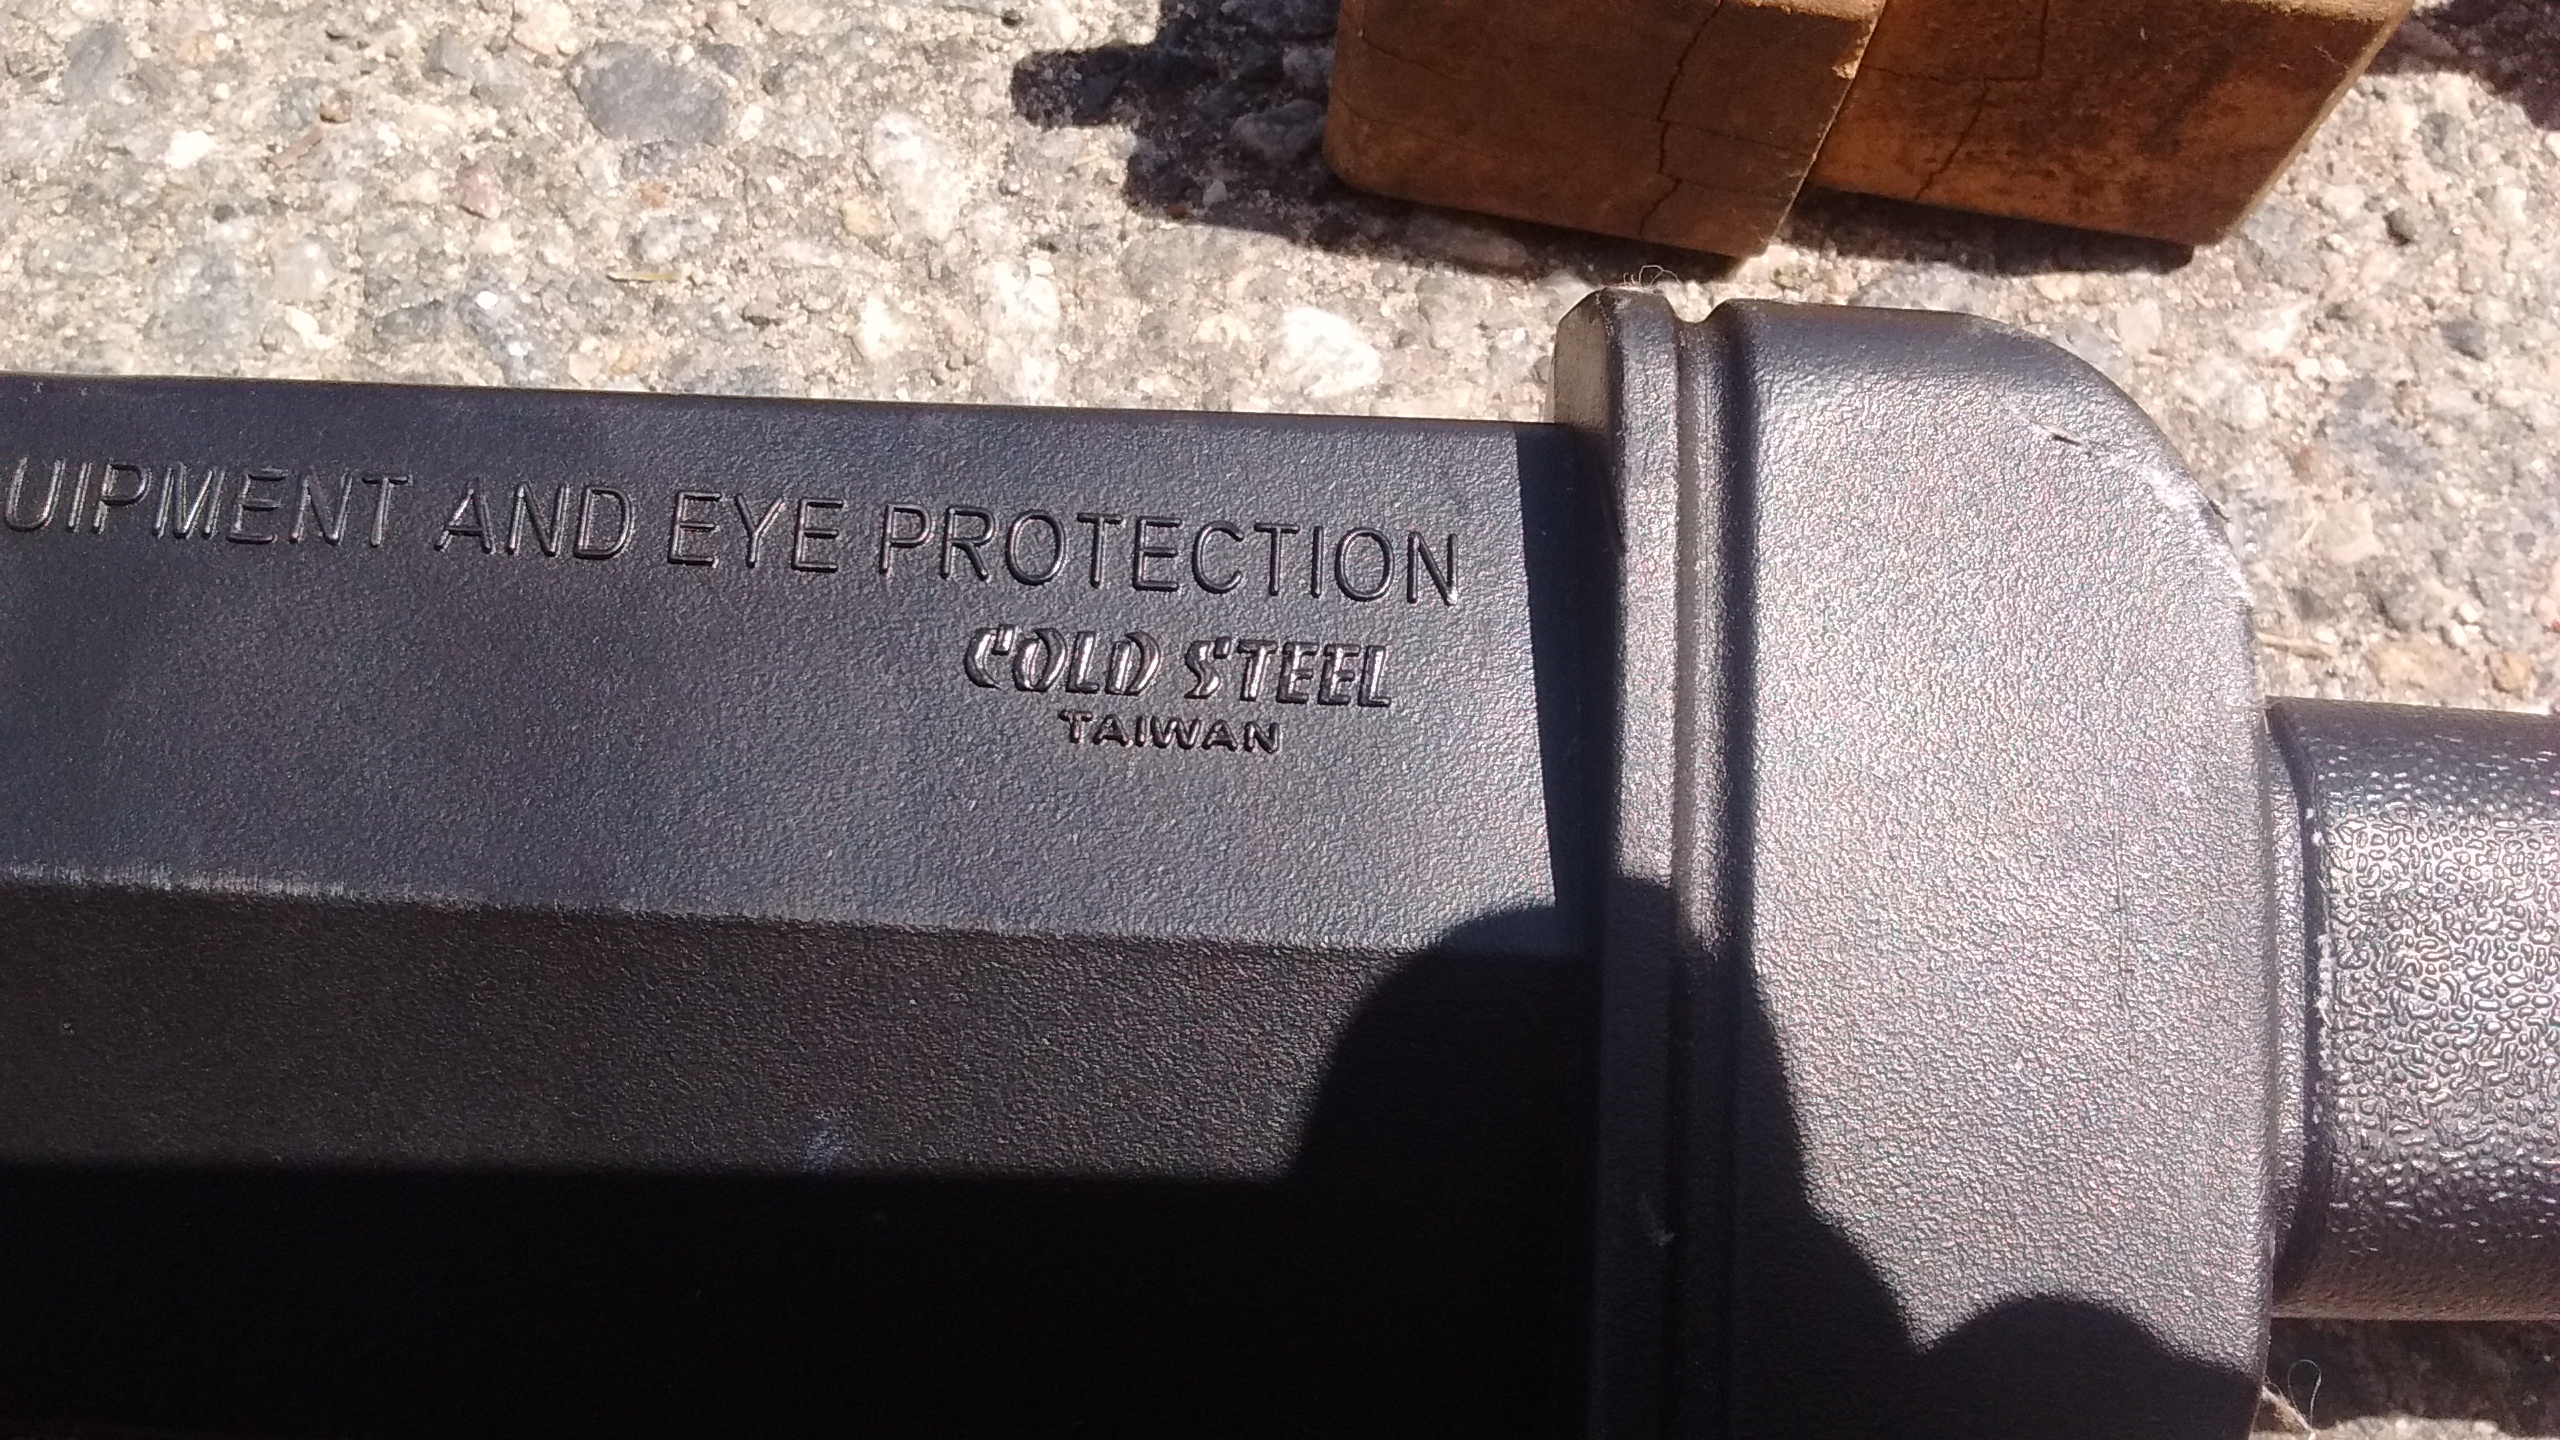 UIPMENT AND EYE PROTECTION
COLD STEEL
TAIWAN